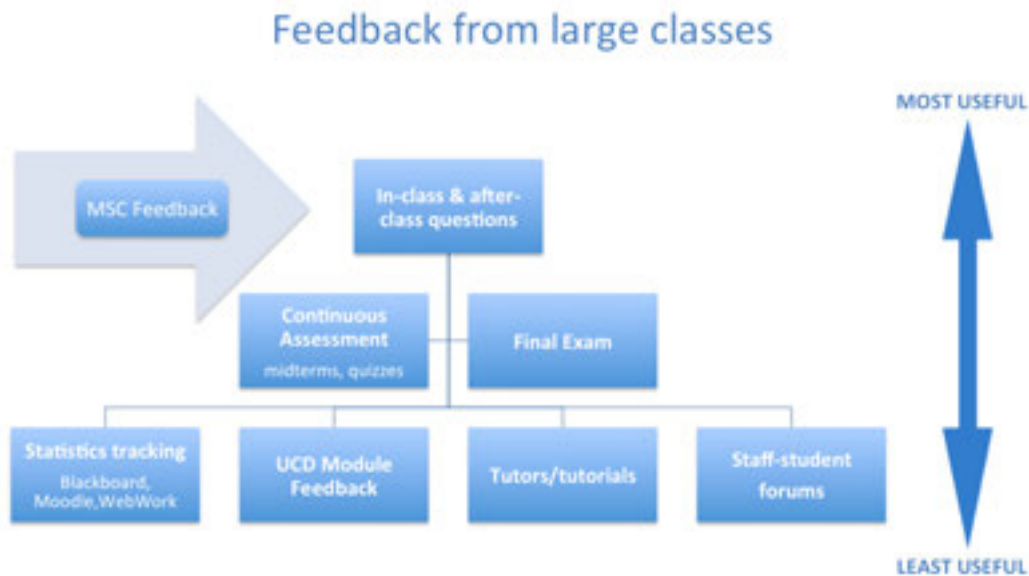 Feedback from large classes
MOST USEFUL
MSC Feedback
In-class & after-
class questions
Continuous
Assessment
midterms, quizzes
Final Exam
Statistics tracking
Blackboard,
Moodle,WebWork
UCD Module
Feedback
Tutors/tutorials
Staff-student
forums
LEAST USEFUL